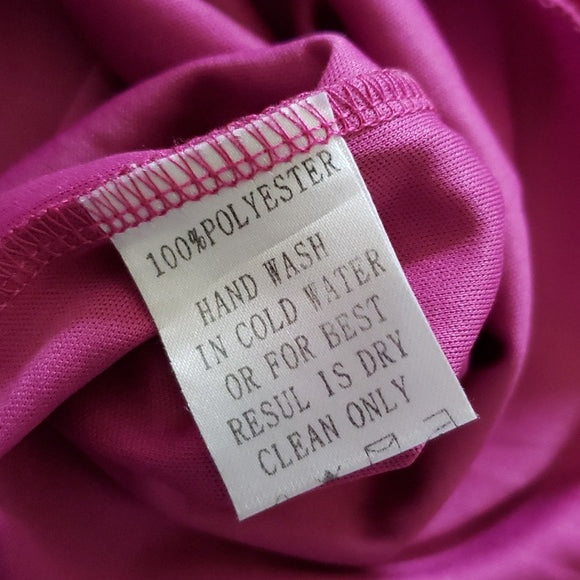 100%POLYESTER
HAND WASH
IN COLD WATER
OR FOR BEST
RESUL IS DRY
CLEAN ONLY